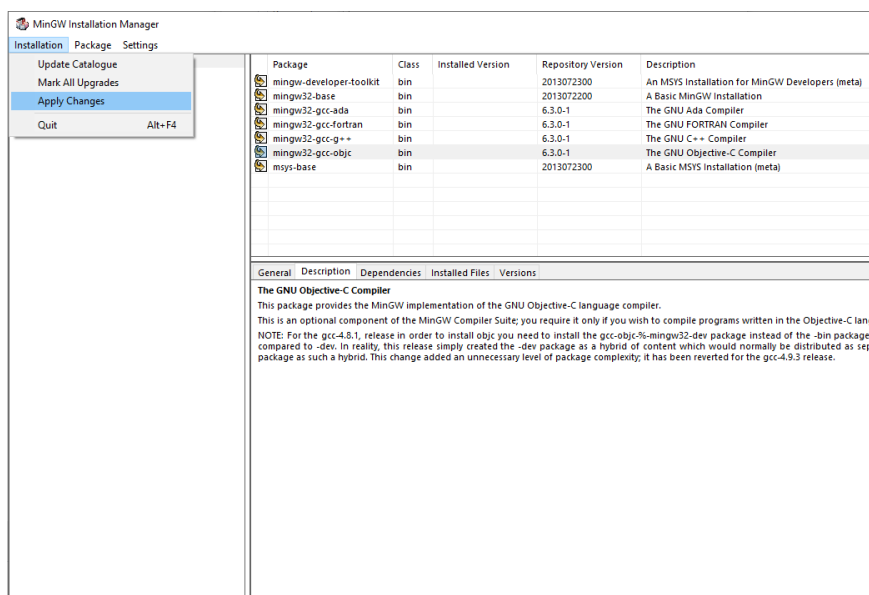 MinGW Installation Manager
Installation Package Settings
Update Catalogue
Mark All Upgrades
Apply Changes
Quit Alt+F4
Package Class Installed Version Repository Version Description
mingw-developer-toolkit bin 2013072300 An MSYS Installation for MinGW Developers (meta)
mingw32-base bin 2013072200 A Basic MinGW Installation
mingw32-gcc-ada bin 6.3.0-1 The GNU Ada Compiler
mingw32-gcc-fortran bin 6.3.0-1 The GNU FORTRAN Compiler
mingw32-gcc-g++ bin 6.3.0-1 The GNU C++ Compiler
mingw32-gcc-objc bin 6.3.0-1 The GNU Objective-C Compiler
msys-base bin 2013072300 A Basic MSYS Installation (meta)
General Description Dependencies Installed Files Versions
The GNU Objective-C Compiler
This package provides the MinGW implementation of the GNU Objective-C language compiler.
This is an optional component of the MinGW Compiler Suite; you require it only if you wish to compile programs written in the Objective-C lan
NOTE: For the gcc-4.8.1, release in order to install objc you need to install the gcc-objc-%-mingw32-dev package instead of the -bin package
compared to -dev. In reality, this release simply created the -dev package as a hybrid of content which would normally be distributed as sep
package as such a hybrid. This change added an unnecessary level of package complexity; it has been reverted for the gcc-4.9.3 release.